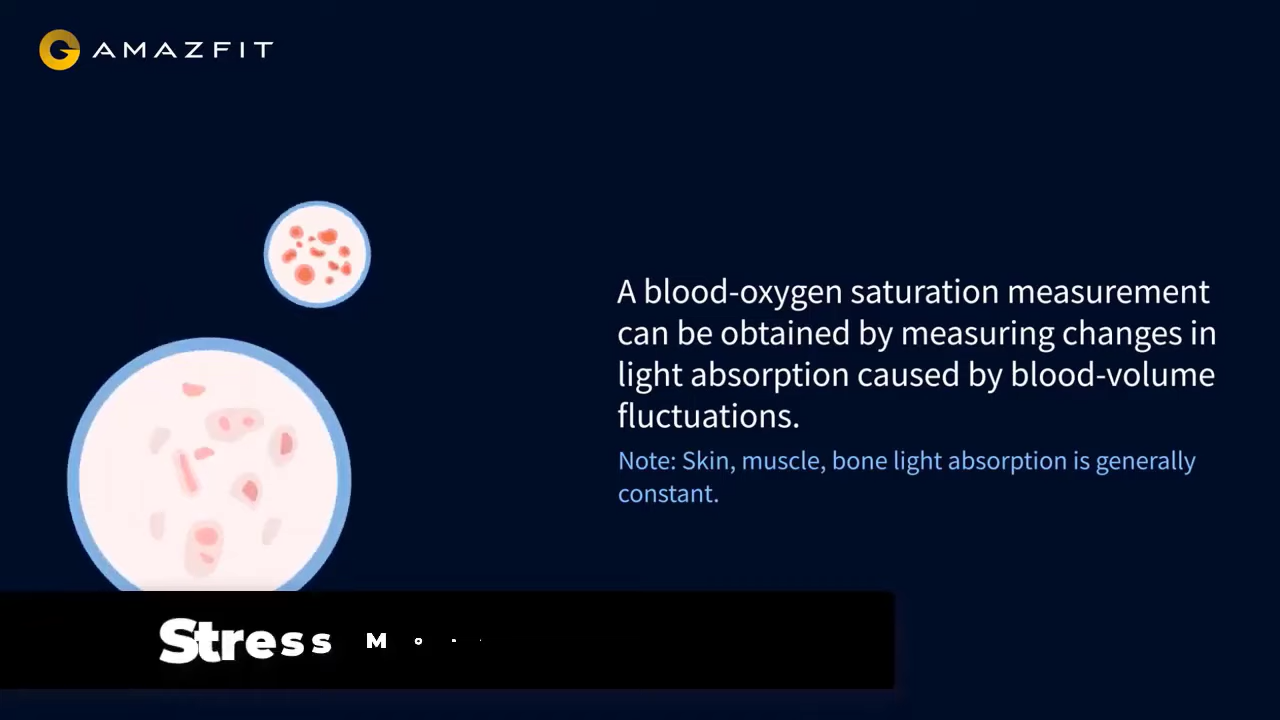 AMAZFIT
A blood-oxygen saturation measurement
can be obtained by measuring changes in
light absorption caused by blood-volume
fluctuations.
Note: Skin, muscle, bone light absorption is generally
constant.
Stress Mo